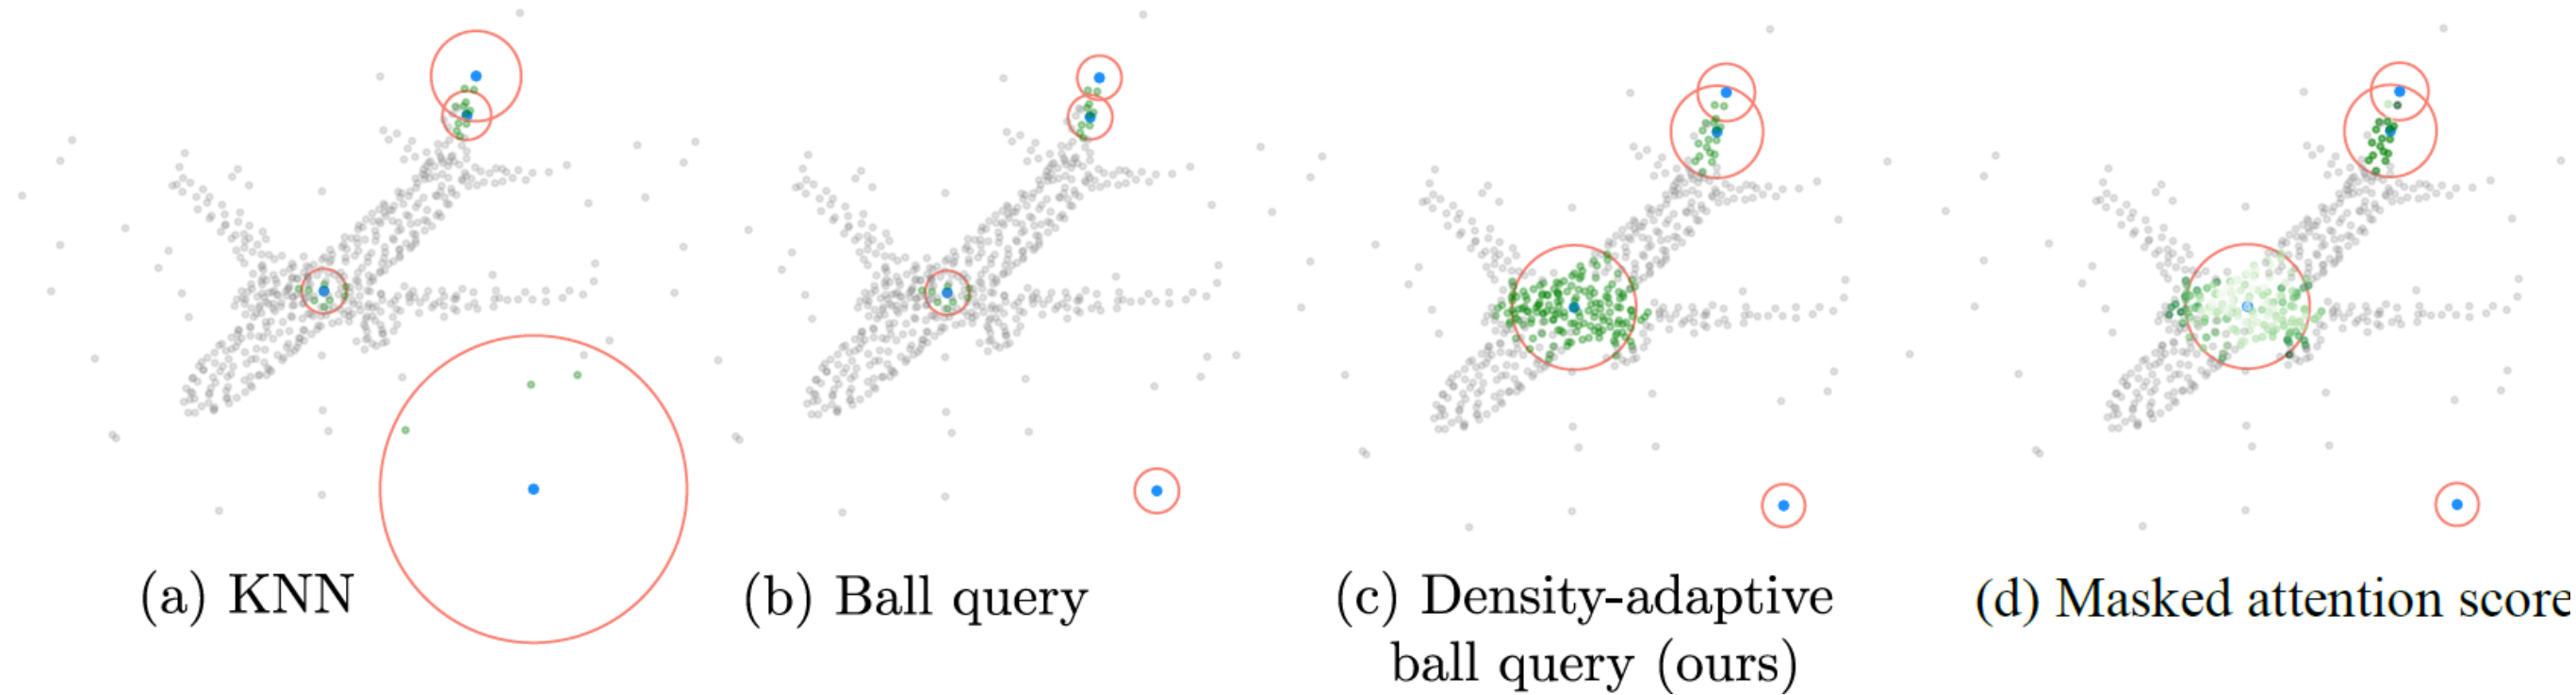 (a) KNN
(b) Ball query
(c) Density-adaptive
ball query (ours)
(d) Masked attention score